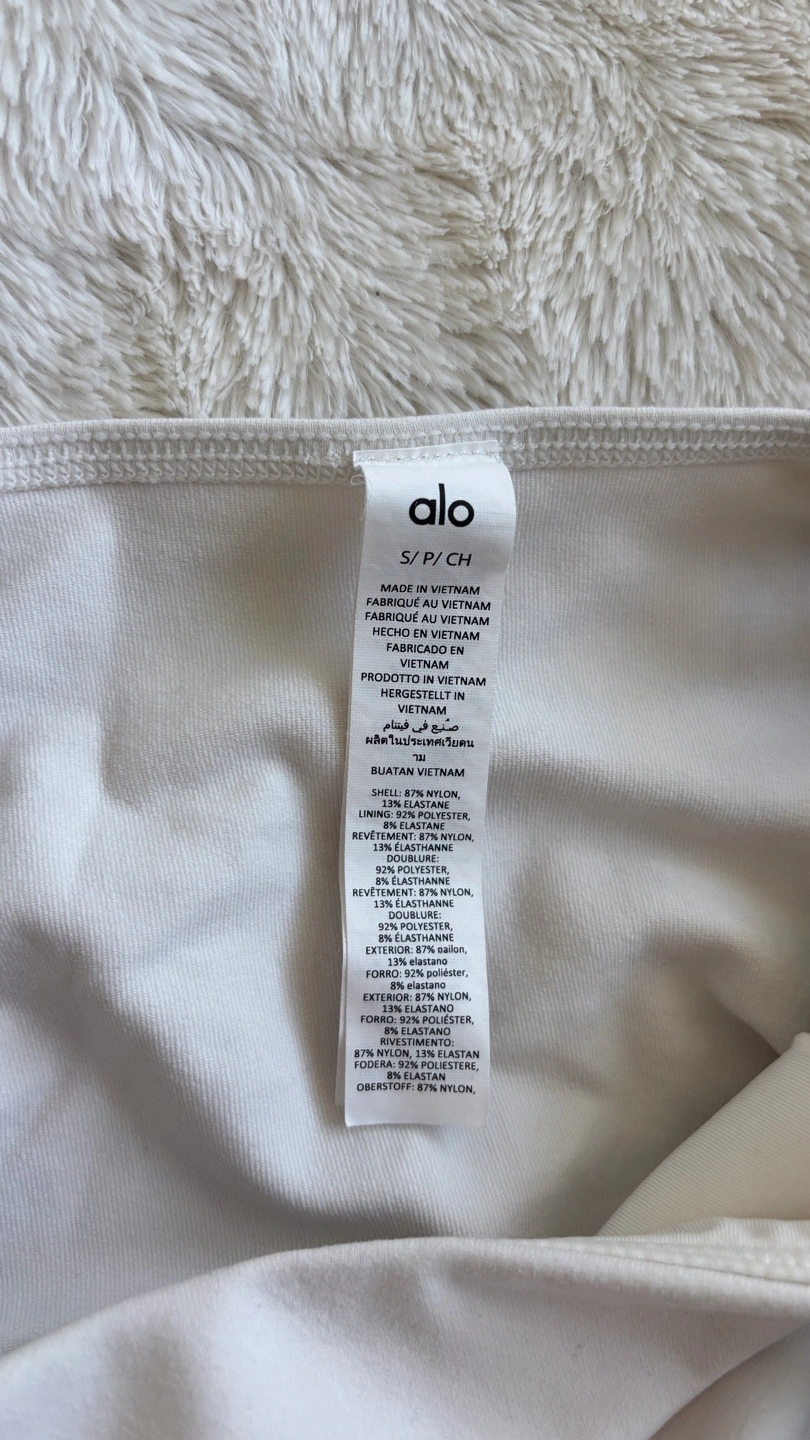 alo
S/ P/ CH
MADE IN VIETNAM
FABRIQUÉ AU VIETNAM
FABRIQUÉ AU VIETNAM
HECHO EN VIETNAM
FABRICADO EN
VIETNAM
PRODOTTO IN VIETNAM
HERGESTELLT IN
VIETNAM
صُنِع في فيتنام
ผลิตในประเทศเวียดน
าม
BUATAN VIETNAM
SHELL: 87% NYLON,
13% ELASTANE
LINING: 92% POLYESTER,
8% ELASTANE
REVÊTEMENT: 87% NYLON,
13% ÉLASTHANNE
DOUBLURE:
92% POLYESTER,
8% ÉLASTHANNE
REVÊTEMENT: 87% NYLON,
13% ÉLASTHANNE
DOUBLURE:
92% POLYESTER,
8% ÉLASTHANNE
EXTERIOR: 87% nailon,
13% elastano
FORRO: 92% poliéster,
8% elastano
EXTERIOR: 87% NYLON,
13% ELASTANO
FORRO: 92% POLIÉSTER,
8% ELASTANO
RIVESTIMENTO:
87% NYLON, 13% ELASTAN
FODERA: 92% POLIESTERE,
8% ELASTAN
OBERSTOFF: 87% NYLON,